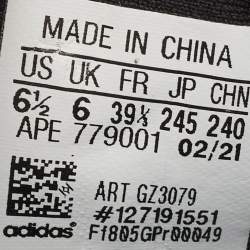 MADE IN CHINA
US UK FR JP CHN
6½ 6 39⅓ 245 240
APE 779001 02/21
ART GZ3079
#127191551
adidas Ff805GPr00049